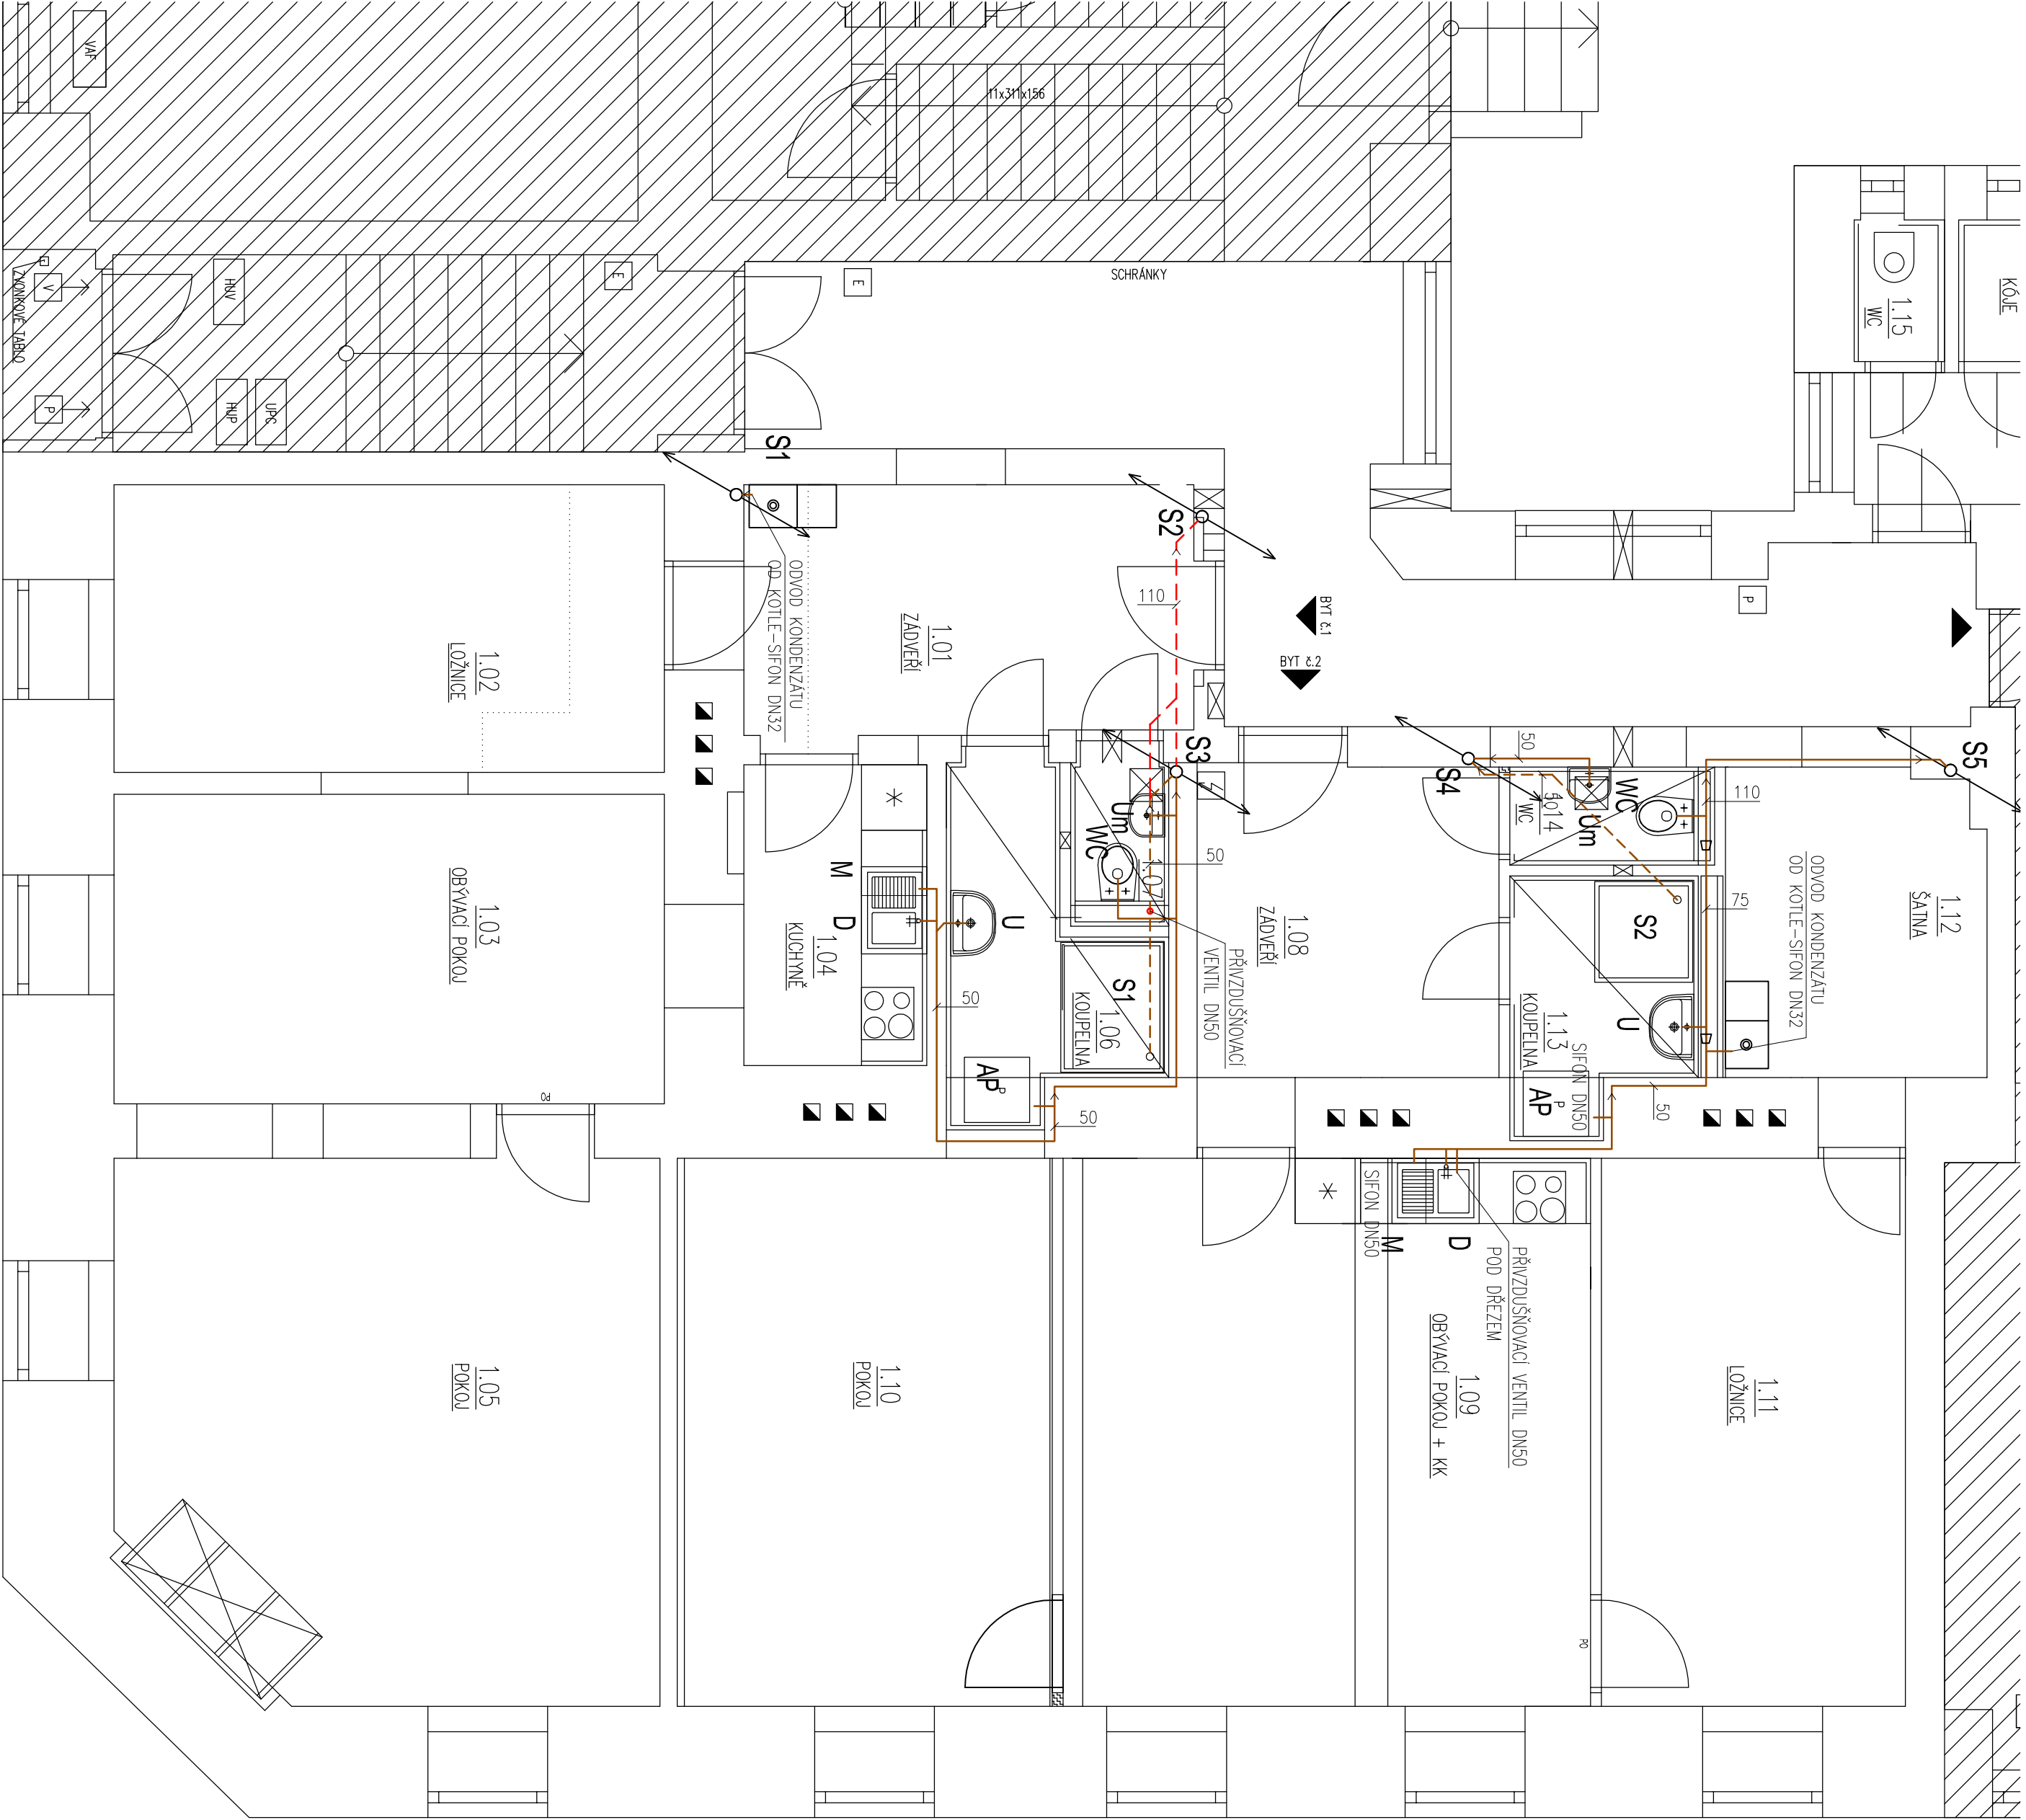 VAF
11x311x156
SCHRÁNKY
1.15
WC
KÓJE
ZVONKOVÉ TABLO
V
P
HUV
HUP
UPC
E
E
S1
S2
ODVOD KONDENZÁTU
OD KOTLE-SIFON DN32
1.01
ZÁDVEŘÍ
110
BYT č.1
BYT č.2
P
1.02
LOŽNICE
S3
S4
S5
50
50
1.14
WC
WC
Um
110
75
ODVOD KONDENZÁTU
OD KOTLE-SIFON DN32
1.12
ŠATNA
Um
WC
1.07
50
1.03
OBÝVACÍ POKOJ
M
D
1.04
KUCHYNĚ
U
50
S1
1.06
KOUPELNA
AP
P
50
PŘIVZDUŠŇOVACÍ
VENTIL DN50
1.08
ZÁDVEŘÍ
S2
U
1.13
KOUPELNA
SIFON DN50
AP
P
50
PO
SIFON DN50
M
D
PŘIVZDUŠŇOVACÍ VENTIL DN50
POD DŘEZEM
1.05
POKOJ
1.10
POKOJ
1.09
OBÝVACÍ POKOJ + KK
1.11
LOŽNICE
PO